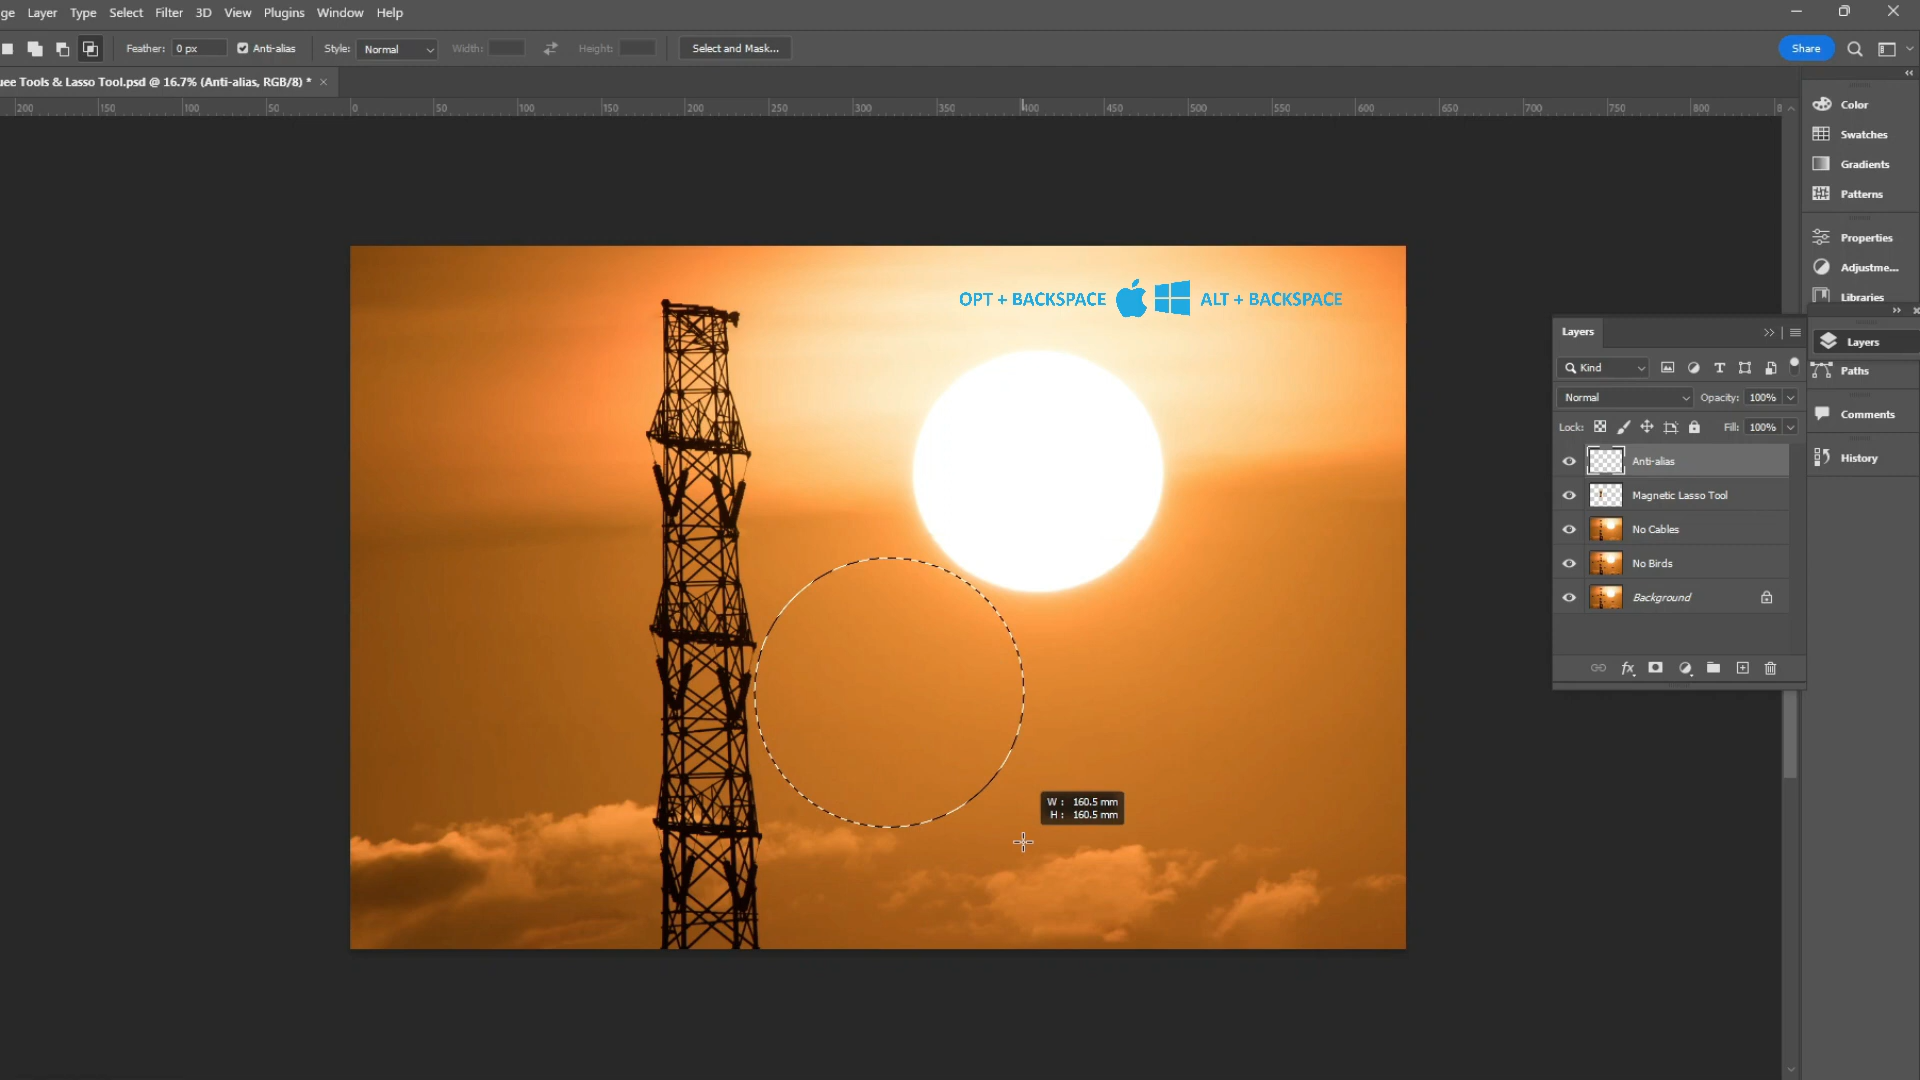 ge Layer Type Select Filter 3D View Plugins Window Help
Feather: 0 px Anti-alias Style: Normal Width: Height: Select and Mask... Share
uee Tools & Lasso Tool.psd @ 16.7% (Anti-alias, RGB/8) * ×
200 150 100 50 0 50 100 150 200 250 300 350 400 450 500 550 600 650 700 750 800 8
Color
Swatches
Gradients
Patterns
Properties
Adjustme...
Libraries
Layers
Paths
Comments
History
OPT + BACKSPACE ALT + BACKSPACE
W : 160.5 mm
H : 160.5 mm
Layers
Kind
Normal Opacity: 100%
Lock: Fill: 100%
Anti-alias
Magnetic Lasso Tool
No Cables
No Birds
Background